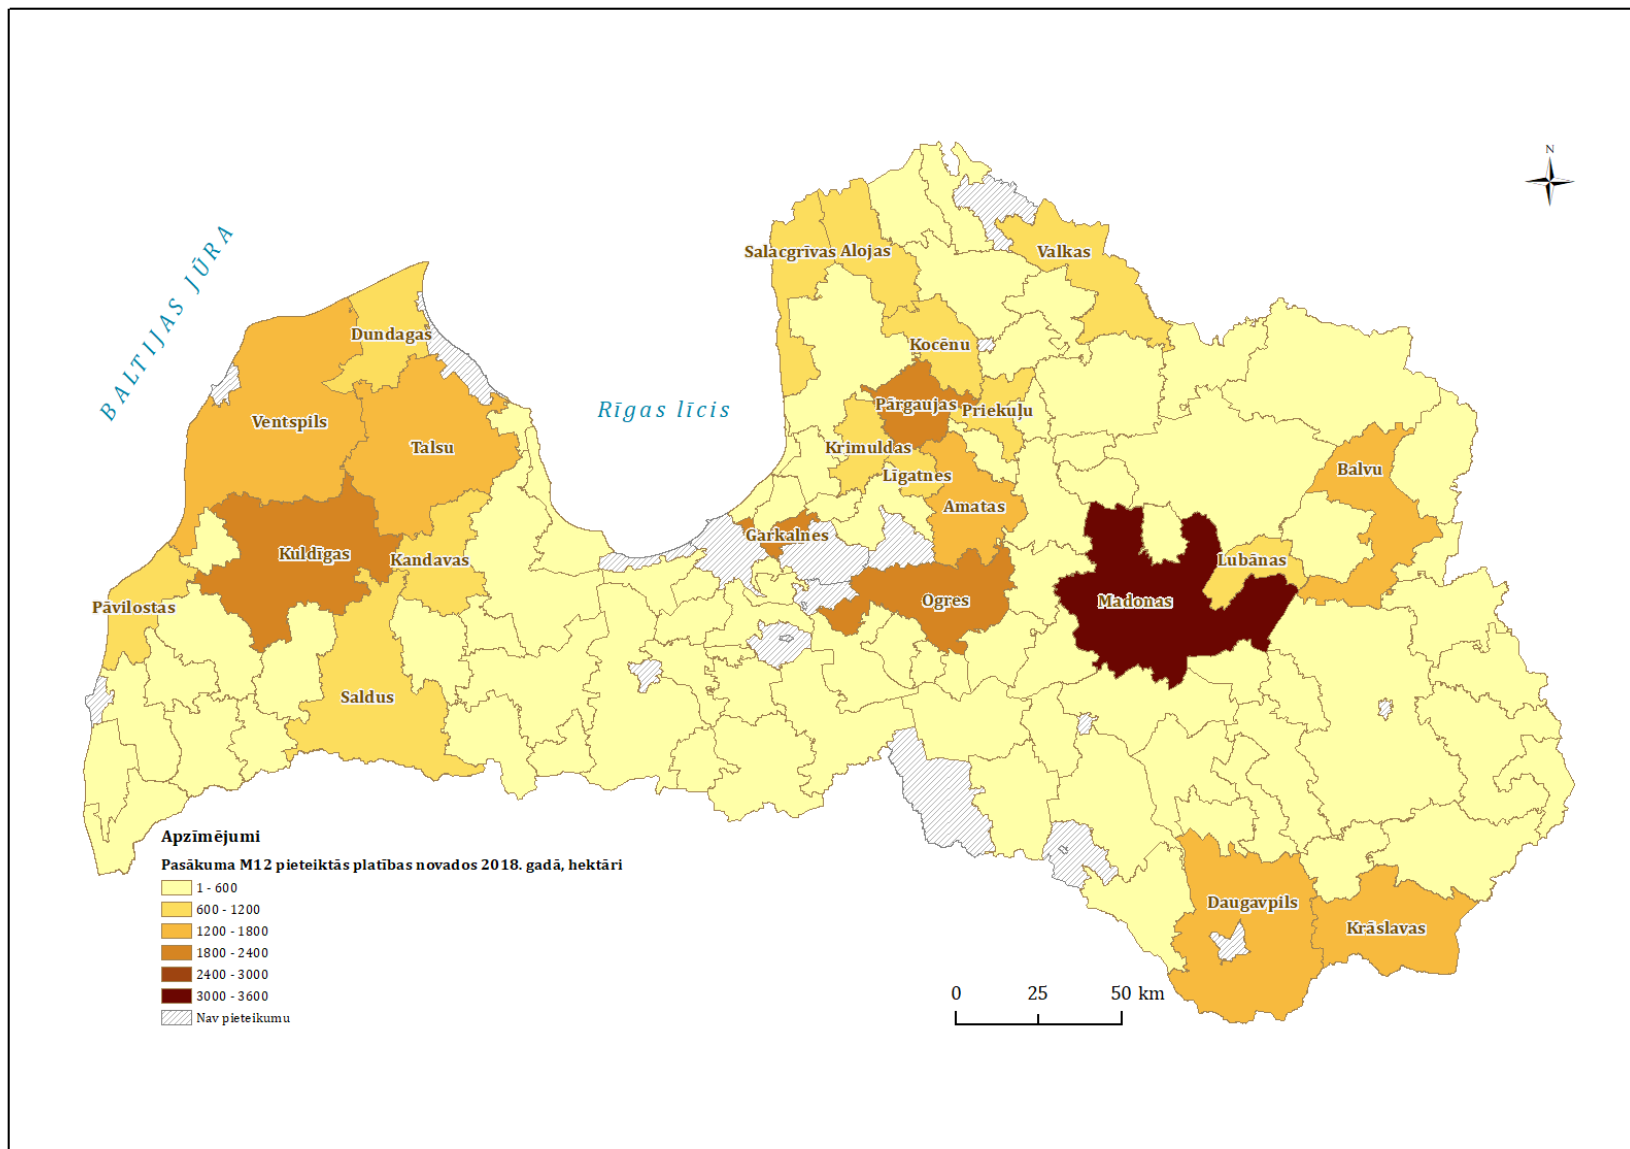 N
BALTIJAS JŪRA
Rīgas līcis
Salacgrīvas
Alojas
Valkas
Dundagas
Kocēnu
Ventspils
Pārgaujas
Priekuļu
Talsu
Krimuldas
Līgatnes
Balvu
Amatas
Garkalnes
Kuldīgas
Kandavas
Lubānas
Pāvilostas
Ogres
Madonas
Saldus
Daugavpils
Krāslavas
Apzīmējumi
Pasākuma M12 pieteiktās platības novados 2018. gadā, hektāri
1 - 600
600 - 1200
1200 - 1800
1800 - 2400
2400 - 3000
3000 - 3600
Nav pieteikumu
0 25 50 km